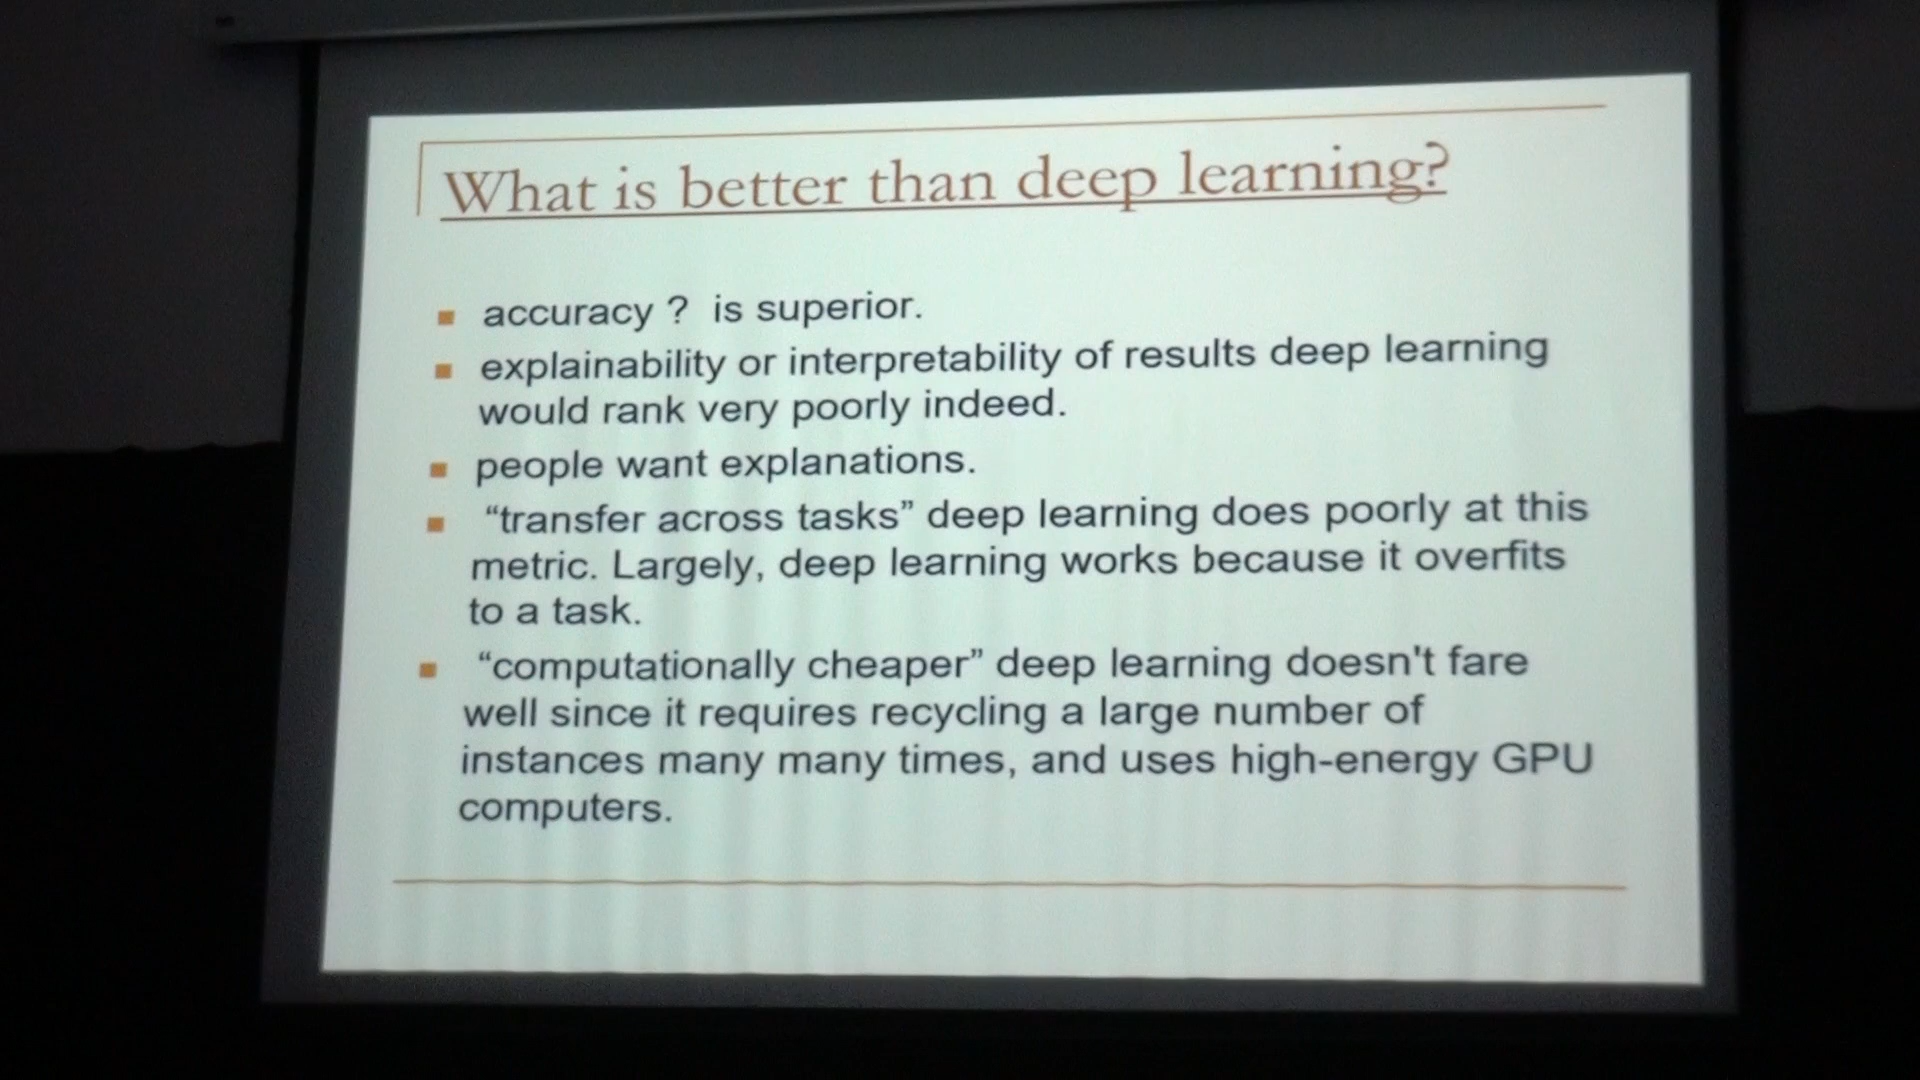 What is better than deep learning?
accuracy ? is superior.
explainability or interpretability of results deep learning
would rank very poorly indeed.
people want explanations.
“transfer across tasks” deep learning does poorly at this
metric. Largely, deep learning works because it overfits
to a task.
“computationally cheaper” deep learning doesn't fare
well since it requires recycling a large number of
instances many many times, and uses high-energy GPU
computers.